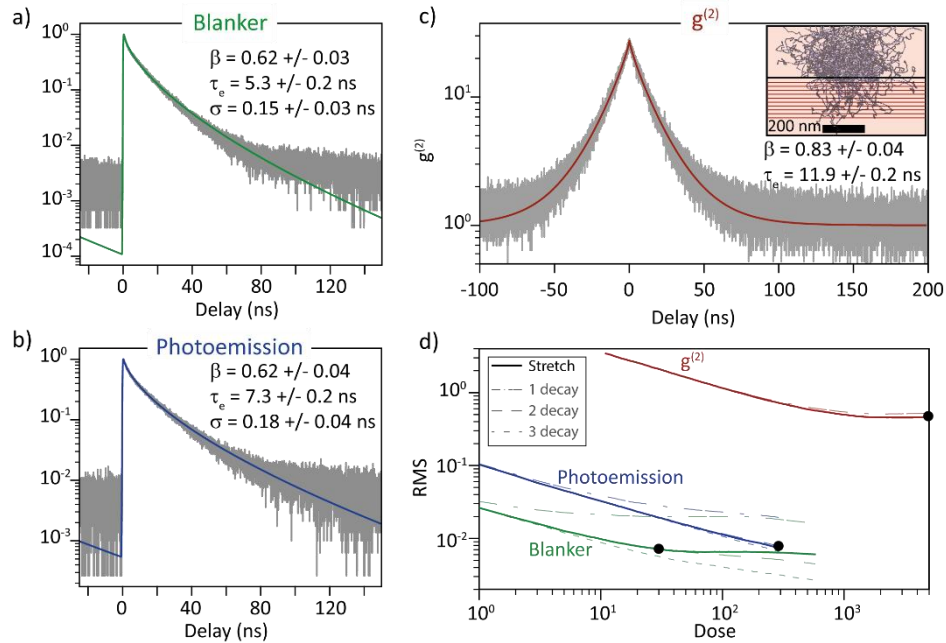 a)
Blanker
10⁰
10⁻¹
10⁻²
10⁻³
10⁻⁴
β = 0.62 +/- 0.03
τₑ = 5.3 +/- 0.2 ns
σ = 0.15 +/- 0.03 ns
0 40 80 120
Delay (ns)
b)
Photoemission
10⁰
10⁻¹
10⁻²
10⁻³
β = 0.62 +/- 0.04
τₑ = 7.3 +/- 0.2 ns
σ = 0.18 +/- 0.04 ns
0 40 80 120
Delay (ns)
c)
g⁽²⁾
g⁽²⁾
10¹
10⁰
200 nm
β = 0.83 +/- 0.04
τₑ = 11.9 +/- 0.2 ns
-100 -50 0 50 100 150 200
Delay (ns)
d)
RMS
10⁰
10⁻¹
10⁻²
Stretch
1 decay
2 decay
3 decay
g⁽²⁾
Photoemission
Blanker
10⁰ 10¹ 10² 10³
Dose